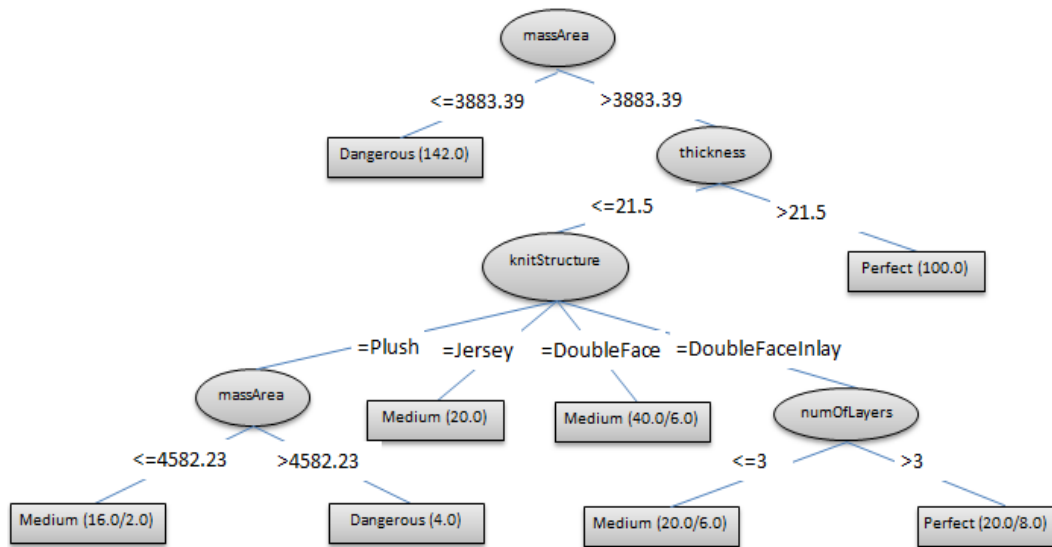 massArea
<=3883.39 >3883.39
Dangerous (142.0)
thickness
<=21.5 >21.5
knitStructure
Perfect (100.0)
=Plush =Jersey =DoubleFace =DoubleFaceInlay
massArea
Medium (20.0) Medium (40.0/6.0)
numOfLayers
<=4582.23 >4582.23
<=3 >3
Medium (16.0/2.0) Dangerous (4.0) Medium (20.0/6.0) Perfect (20.0/8.0)